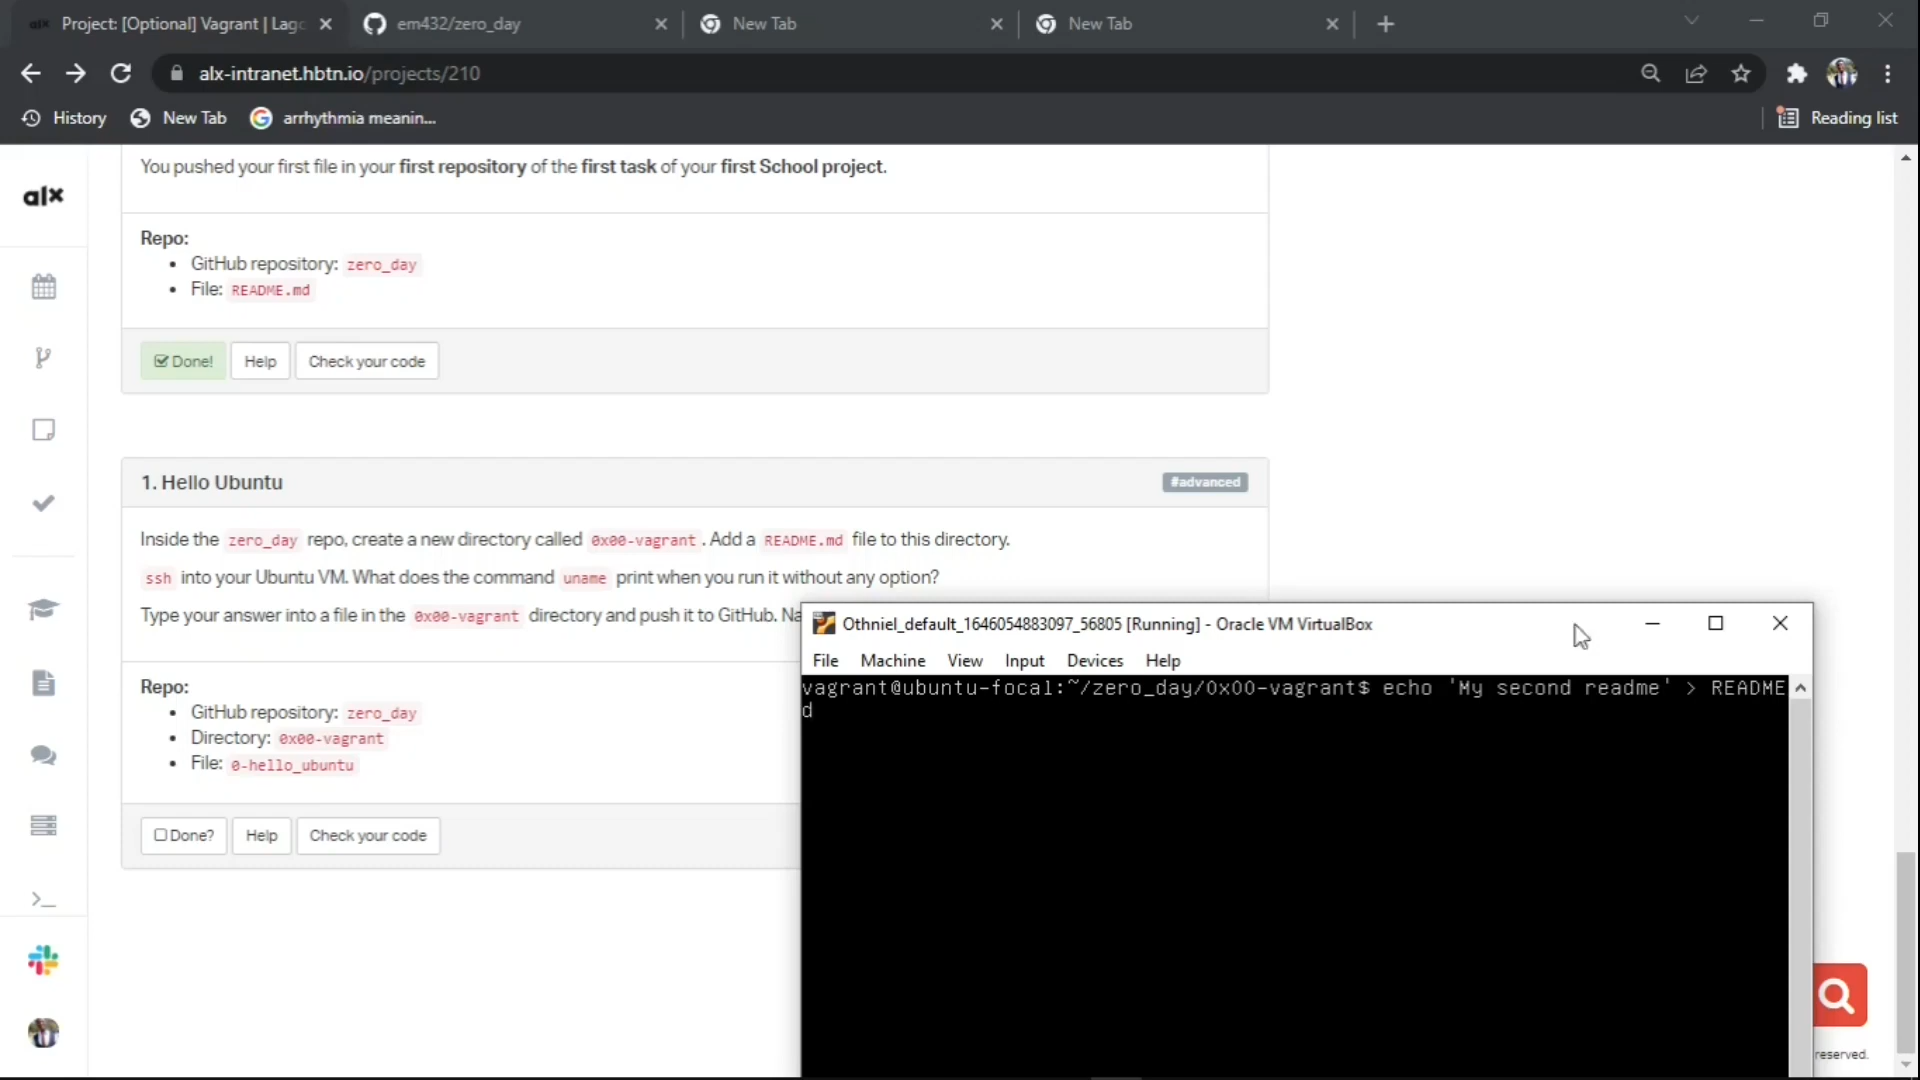 Project: [Optional] Vagrant | Lago
em432/zero_day
New Tab
New Tab
alx-intranet.hbtn.io/projects/210
History
New Tab
arrhythmia meanin...
Reading list
alx
You pushed your first file in your first repository of the first task of your first School project.
Repo:
GitHub repository: zero_day
File: README.md
Done!
Help
Check your code
1. Hello Ubuntu
#advanced
Inside the zero_day repo, create a new directory called 0x00-vagrant. Add a README.md file to this directory.
ssh into your Ubuntu VM. What does the command uname print when you run it without any option?
Type your answer into a file in the 0x00-vagrant directory and push it to GitHub. Na
Repo:
GitHub repository: zero_day
Directory: 0x00-vagrant
File: 0-hello_ubuntu
Done?
Help
Check your code
Othniel_default_1646054883097_56805 [Running] - Oracle VM VirtualBox
File Machine View Input Devices Help
vagrant@ubuntu-focal:~/zero_day/0x00-vagrant$ echo 'My second readme' > README
d
reserved.